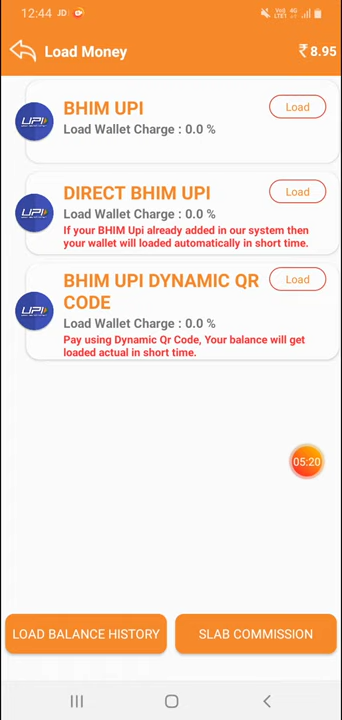 12:44 JD
Load Money
₹ 8.95
BHIM UPI
Load
Load Wallet Charge : 0.0 %
UPI
DIRECT BHIM UPI
Load
Load Wallet Charge : 0.0 %
UPI
If your BHIM Upi already added in our system then
your wallet will loaded automatically in short time.
BHIM UPI DYNAMIC QR
CODE
Load
UPI
Load Wallet Charge : 0.0 %
Pay using Dynamic Qr Code, Your balance will get
loaded actual in short time.
05:20
LOAD BALANCE HISTORY
SLAB COMMISSION